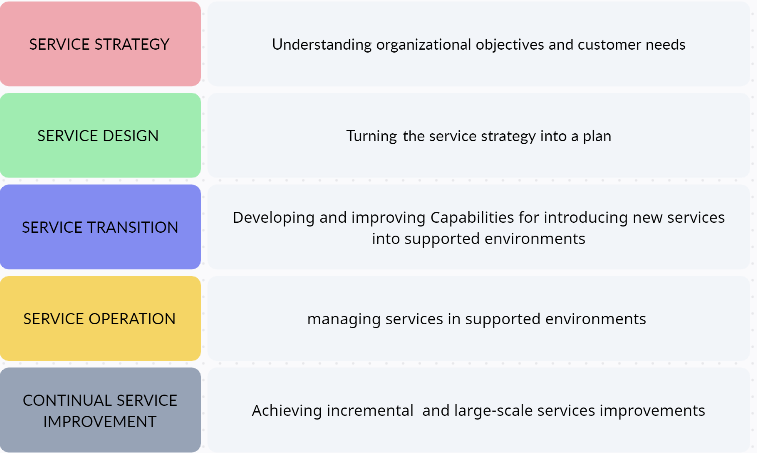 SERVICE STRATEGY
Understanding organizational objectives and customer needs
SERVICE DESIGN
Turning the service strategy into a plan
SERVICE TRANSITION
Developing and improving Capabilities for introducing new services
into supported environments
SERVICE OPERATION
managing services in supported environments
CONTINUAL SERVICE
IMPROVEMENT
Achieving incremental  and large-scale services improvements